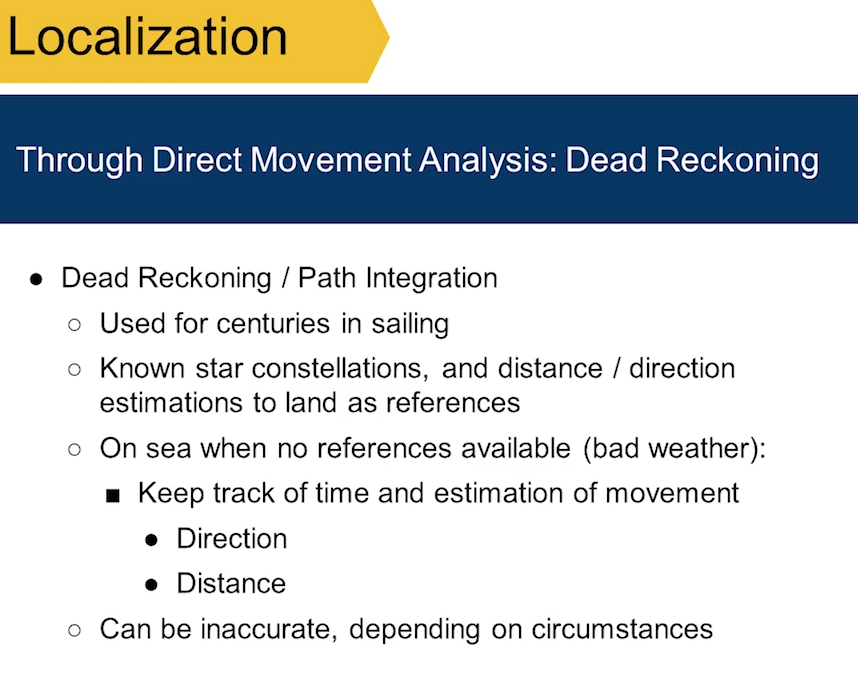 Localization
Through Direct Movement Analysis: Dead Reckoning
● Dead Reckoning / Path Integration
○ Used for centuries in sailing
○ Known star constellations, and distance / direction
estimations to land as references
○ On sea when no references available (bad weather):
■ Keep track of time and estimation of movement
● Direction
● Distance
○ Can be inaccurate, depending on circumstances